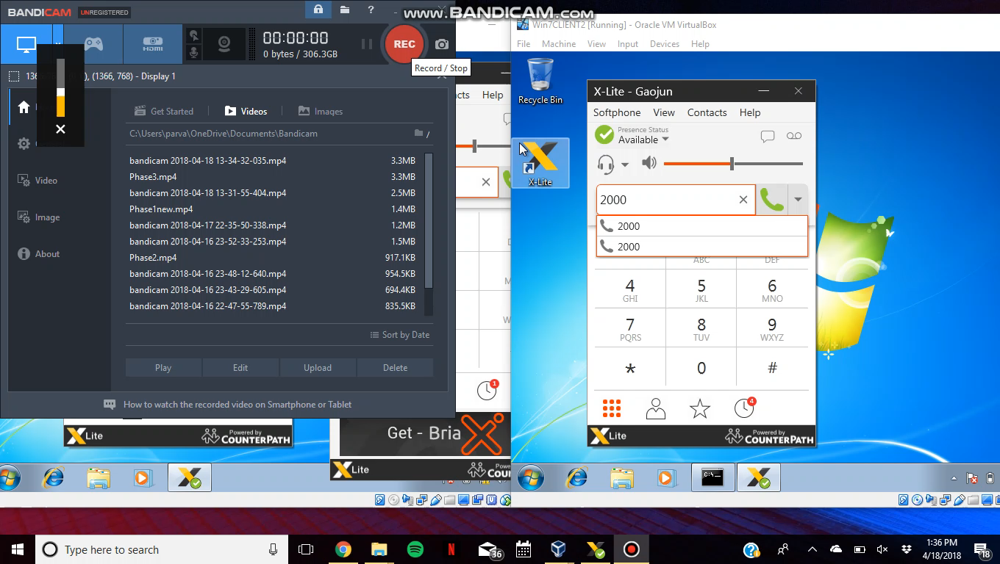 BANDICAM UNREGISTERED
?
www.BANDICAM.com
HDMI
00:00:00
0 bytes / 306.3GB
REC
Record / Stop
(1366, 768) - Display 1
Get Started
Videos
Images
C:\Users\parva\OneDrive\Documents\Bandicam
/
bandicam 2018-04-18 13-34-32-035.mp4 3.3MB
Phase3.mp4 3.3MB
bandicam 2018-04-18 13-31-55-404.mp4 2.5MB
Phase1new.mp4 1.4MB
bandicam 2018-04-17 22-35-50-338.mp4 1.2MB
bandicam 2018-04-16 23-52-33-253.mp4 1.5MB
Phase2.mp4 917.1KB
bandicam 2018-04-16 23-48-12-640.mp4 954.5KB
bandicam 2018-04-16 23-43-29-605.mp4 694.4KB
bandicam 2018-04-16 22-47-55-789.mp4 835.5KB
Video
Image
About
Sort by Date
Play Edit Upload Delete
How to watch the recorded video on Smartphone or Tablet
Help
1
Lite Powered by COUNTERPATH
Get - Bria
Lite
Win7CLIENT2 [Running] - Oracle VM VirtualBox
File Machine View Input Devices Help
Recycle Bin
X-Lite
X-Lite - Gaojun
Softphone View Contacts Help
Presence Status
Available
2000
2000
2000
ABC DEF
4 5 6
GHI JKL MNO
7 8 9
PQRS TUV WXYZ
* 0 #
4
Lite Powered by COUNTERPATH
C:\
Type here to search
36
1:36 PM
4/18/2018
18